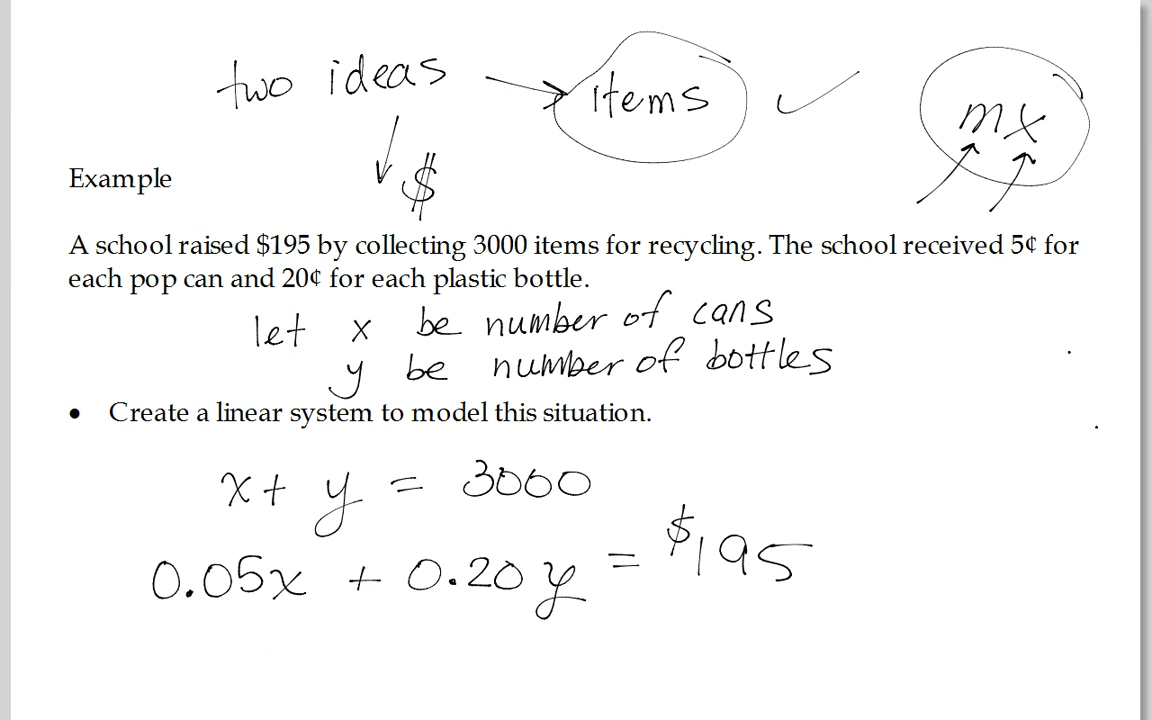 two ideas → items ✓ mx
$
Example
A school raised $195 by collecting 3000 items for recycling. The school received 5¢ for
each pop can and 20¢ for each plastic bottle.
let x be number of cans
y be number of bottles
• Create a linear system to model this situation.
x + y = 3000
0.05x + 0.20y = $195